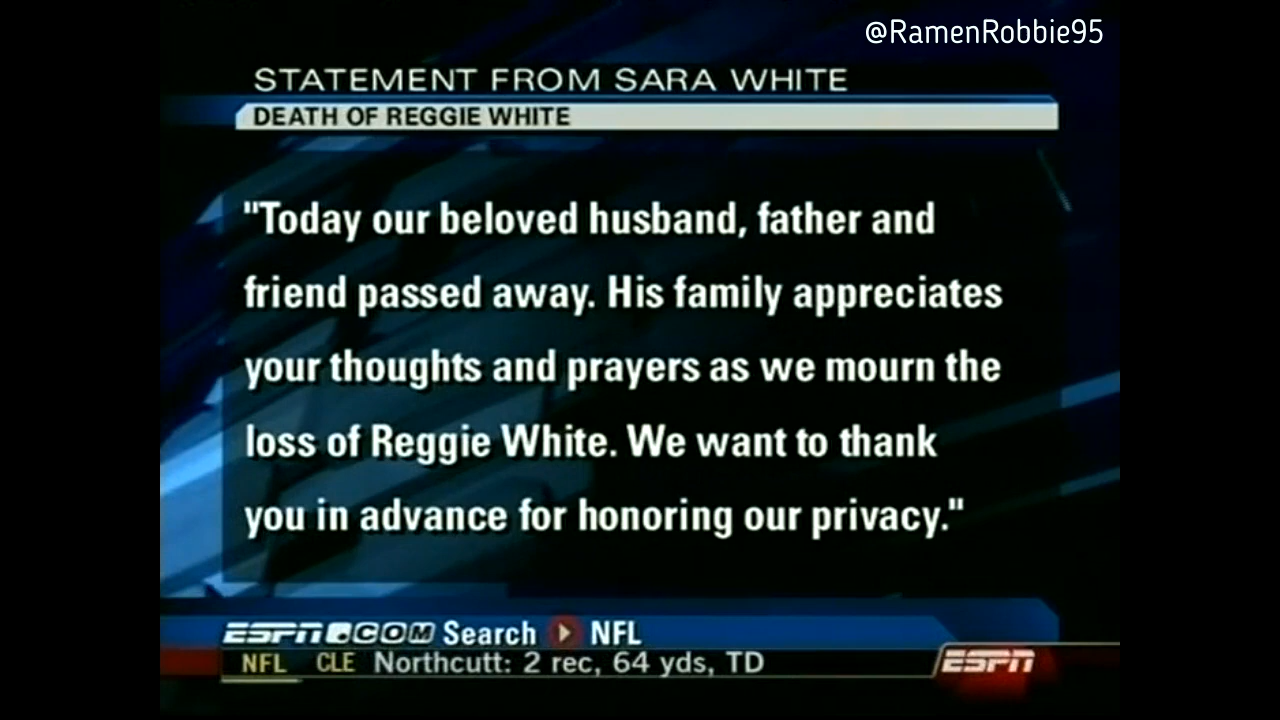 @RamenRobbie95
STATEMENT FROM SARA WHITE
DEATH OF REGGIE WHITE
"Today our beloved husband, father and
friend passed away. His family appreciates
your thoughts and prayers as we mourn the
loss of Reggie White. We want to thank
you in advance for honoring our privacy."
ESPN.COM Search NFL
NFL CLE Northcutt: 2 rec, 64 yds, TD ESPN